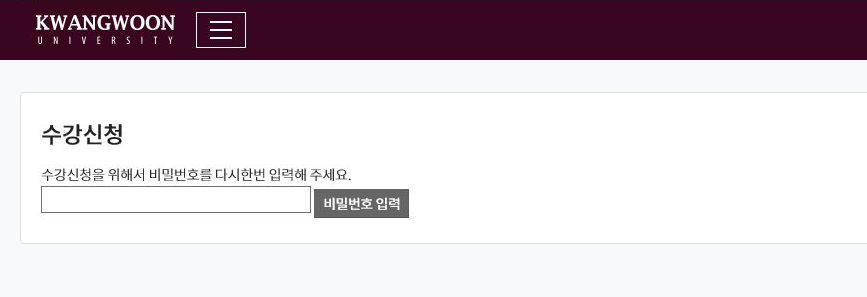 KWANGWOON
UNIVERSITY
수강신청
수강신청을 위해서 비밀번호를 다시한번 입력해 주세요.
비밀번호 입력